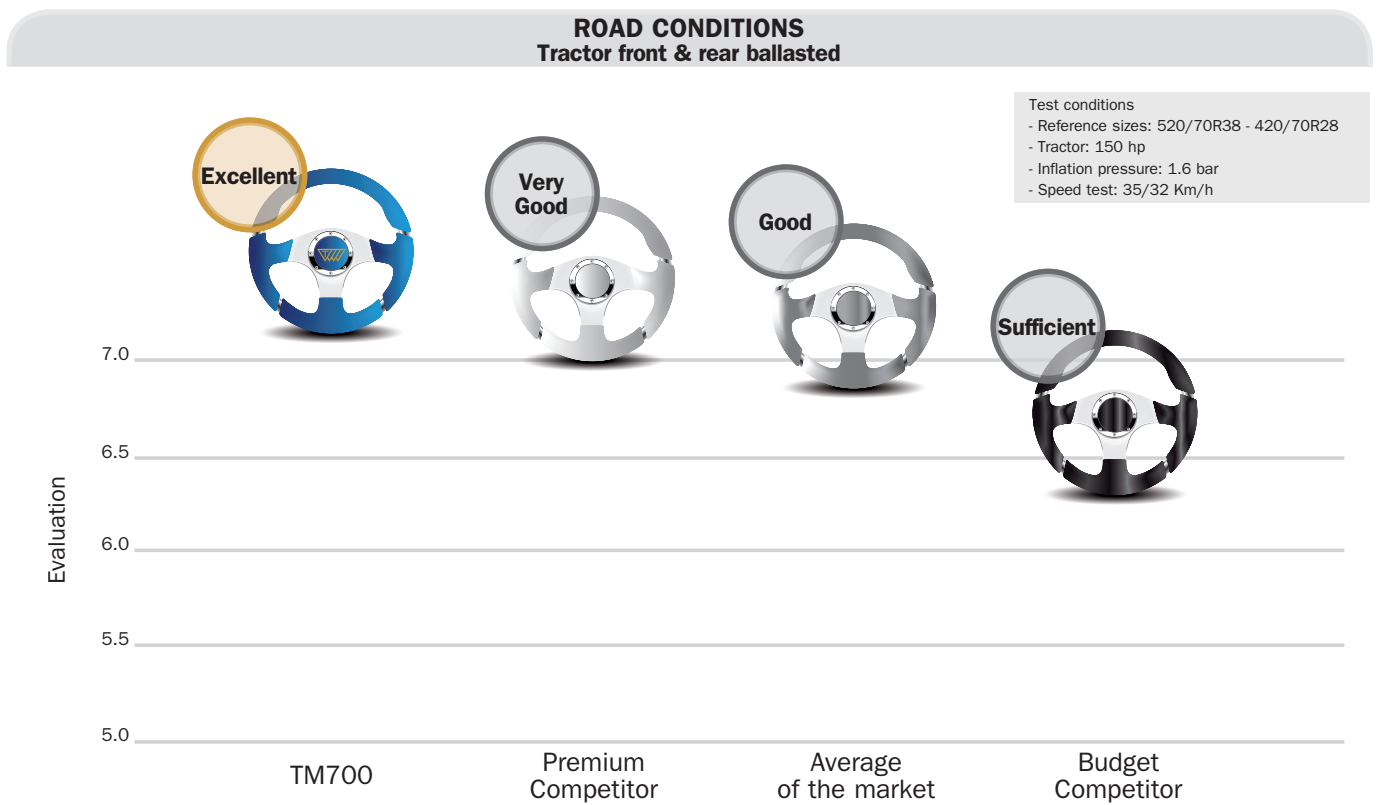 ROAD CONDITIONS
Tractor front & rear ballasted
Test conditions
- Reference sizes: 520/70R38 - 420/70R28
- Tractor: 150 hp
- Inflation pressure: 1.6 bar
- Speed test: 35/32 Km/h
Excellent
Very
Good
Good
Sufficient
7.0
6.5
6.0
5.5
5.0
Evaluation
TM700
Premium
Competitor
Average
of the market
Budget
Competitor